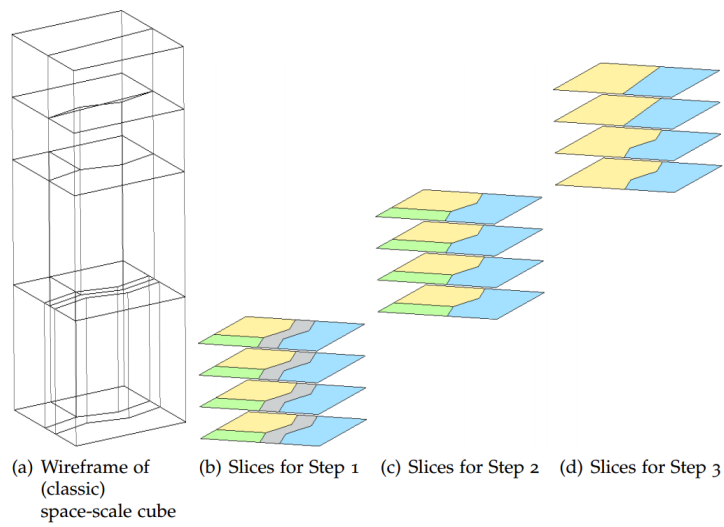 (a) Wireframe of
(classic)
space-scale cube
(b) Slices for Step 1
(c) Slices for Step 2
(d) Slices for Step 3